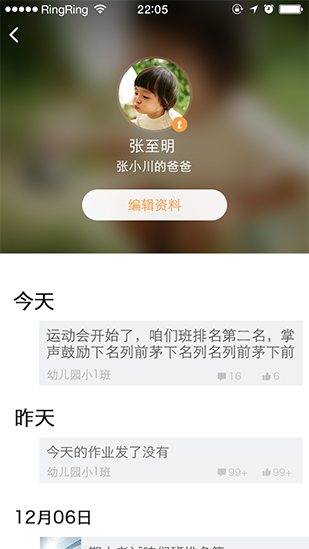 RingRing 22:05
t
张至明
张小川的爸爸
编辑资料
今天
运动会开始了，咱们班排名第二名，掌
声鼓励下名列前茅下名列名列前茅下前
幼儿园小1班 16 6
昨天
今天的作业发了没有
幼儿园小1班 99+ 99+
12月06日